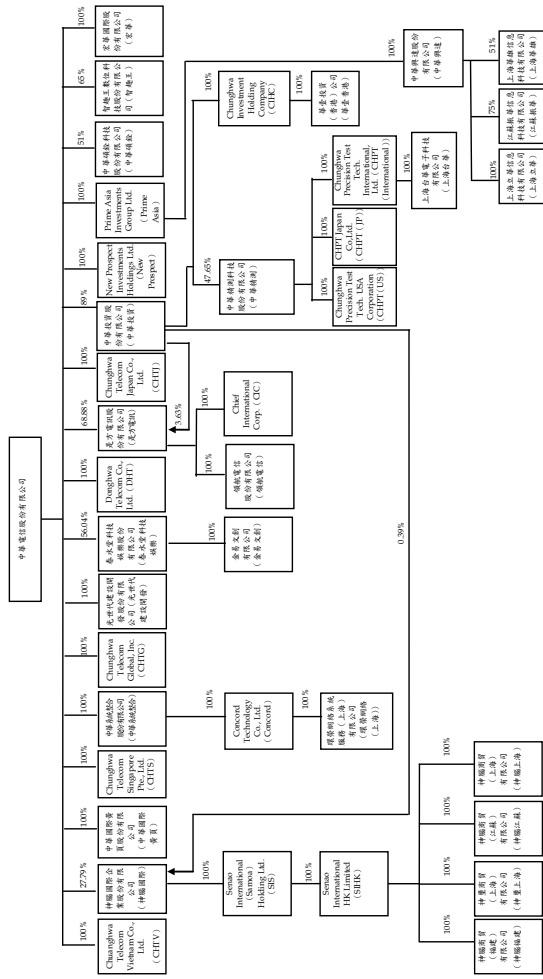 中華電信股份有限公司
100%
Chuanghwa
Telecom
Vietnam Co.,
Ltd.
(CHTV)
27.79%
神腦國際企
業股份有限
公司
(神腦國際)
100%
中華國際黃
頁股份有限
公司
(中華國際
黃頁)
100%
Chunghwa
Telecom
Singapore
Pte., Ltd.
(CHTS)
100%
中華系統整合
股份有限公司
(中華系統整合)
100%
Chunghwa
Telecom
Global, Inc.
(CHTG)
100%
光世代建設開
發股份有限
公司(光世代
建設開發)
56.04%
春水堂科技
娛樂股份
有限公司
(春水堂科技
娛樂)
100%
Donghwa
Telecom Co.,
Ltd. (DHT)
68.88%
是方電訊股
份有限公司
(是方電訊)
100%
Chunghwa
Telecom
Japan Co.,
Ltd.
(CHTJ)
89%
中華投資股
份有限公司
(中華投資)
100%
New Prospect
Investments
Holdings Ltd.
(New
Prospect)
100%
Prime Asia
Investments
Group Ltd.
(Prime
Asia)
51%
中華碩銓科技
股份有限公司
(中華碩銓)
65%
智趣王數位科
技股份有限公
司(智趣王)
100%
宏華國際股
份有限公司
(宏華)
3.63%
0.39%
100%
Senao
International
(Samoa)
Holding Ltd.
(SIS)
100%
Senao
International
HK Limited
(SIHK)
100%
神腦商貿
(福建)
有限公司
(神腦福建)
100%
神璽商貿
(上海)
有限公司
(神璽上海)
100%
神腦商貿
(江蘇)
有限公司
(神腦江蘇)
100%
神腦商貿
(上海)
有限公司
(神腦上海)
100%
Concord
Technology
Co., Ltd.
(Concord)
100%
環榮網絡系統
服務(上海)
有限公司
(環榮網絡
(上海))
100%
金易文創
有限公司
(金易文創)
100%
領航電信
股份有限公司
(領航電信)
100%
Chief
International
Corp. (CIC)
47.65%
中華精測科技
股份有限公司
(中華精測)
100%
Chunghwa
Investment
Holding
Company
(CIHC)
100%
華壹投資
(香港)公司
(華壹香港)
100%
Chunghwa
Precision Test
Tech. USA
Corporation
(CHPT (US))
100%
CHPT Japan
Co,Ltd.
(CHPT (JP))
100%
Chunghwa
Precision Test
Tech.
International,
Ltd. (CHPT
(International))
100%
上海台華電子科技
有限公司
(上海台華)
100%
中華興達股份
有限公司
(中華興達)
100%
上海立華信息
科技有限公司
(上海立華)
75%
江蘇振華信息
科技有限公司
(江蘇振華)
51%
上海華雄信息
科技有限公司
(上海華雄)